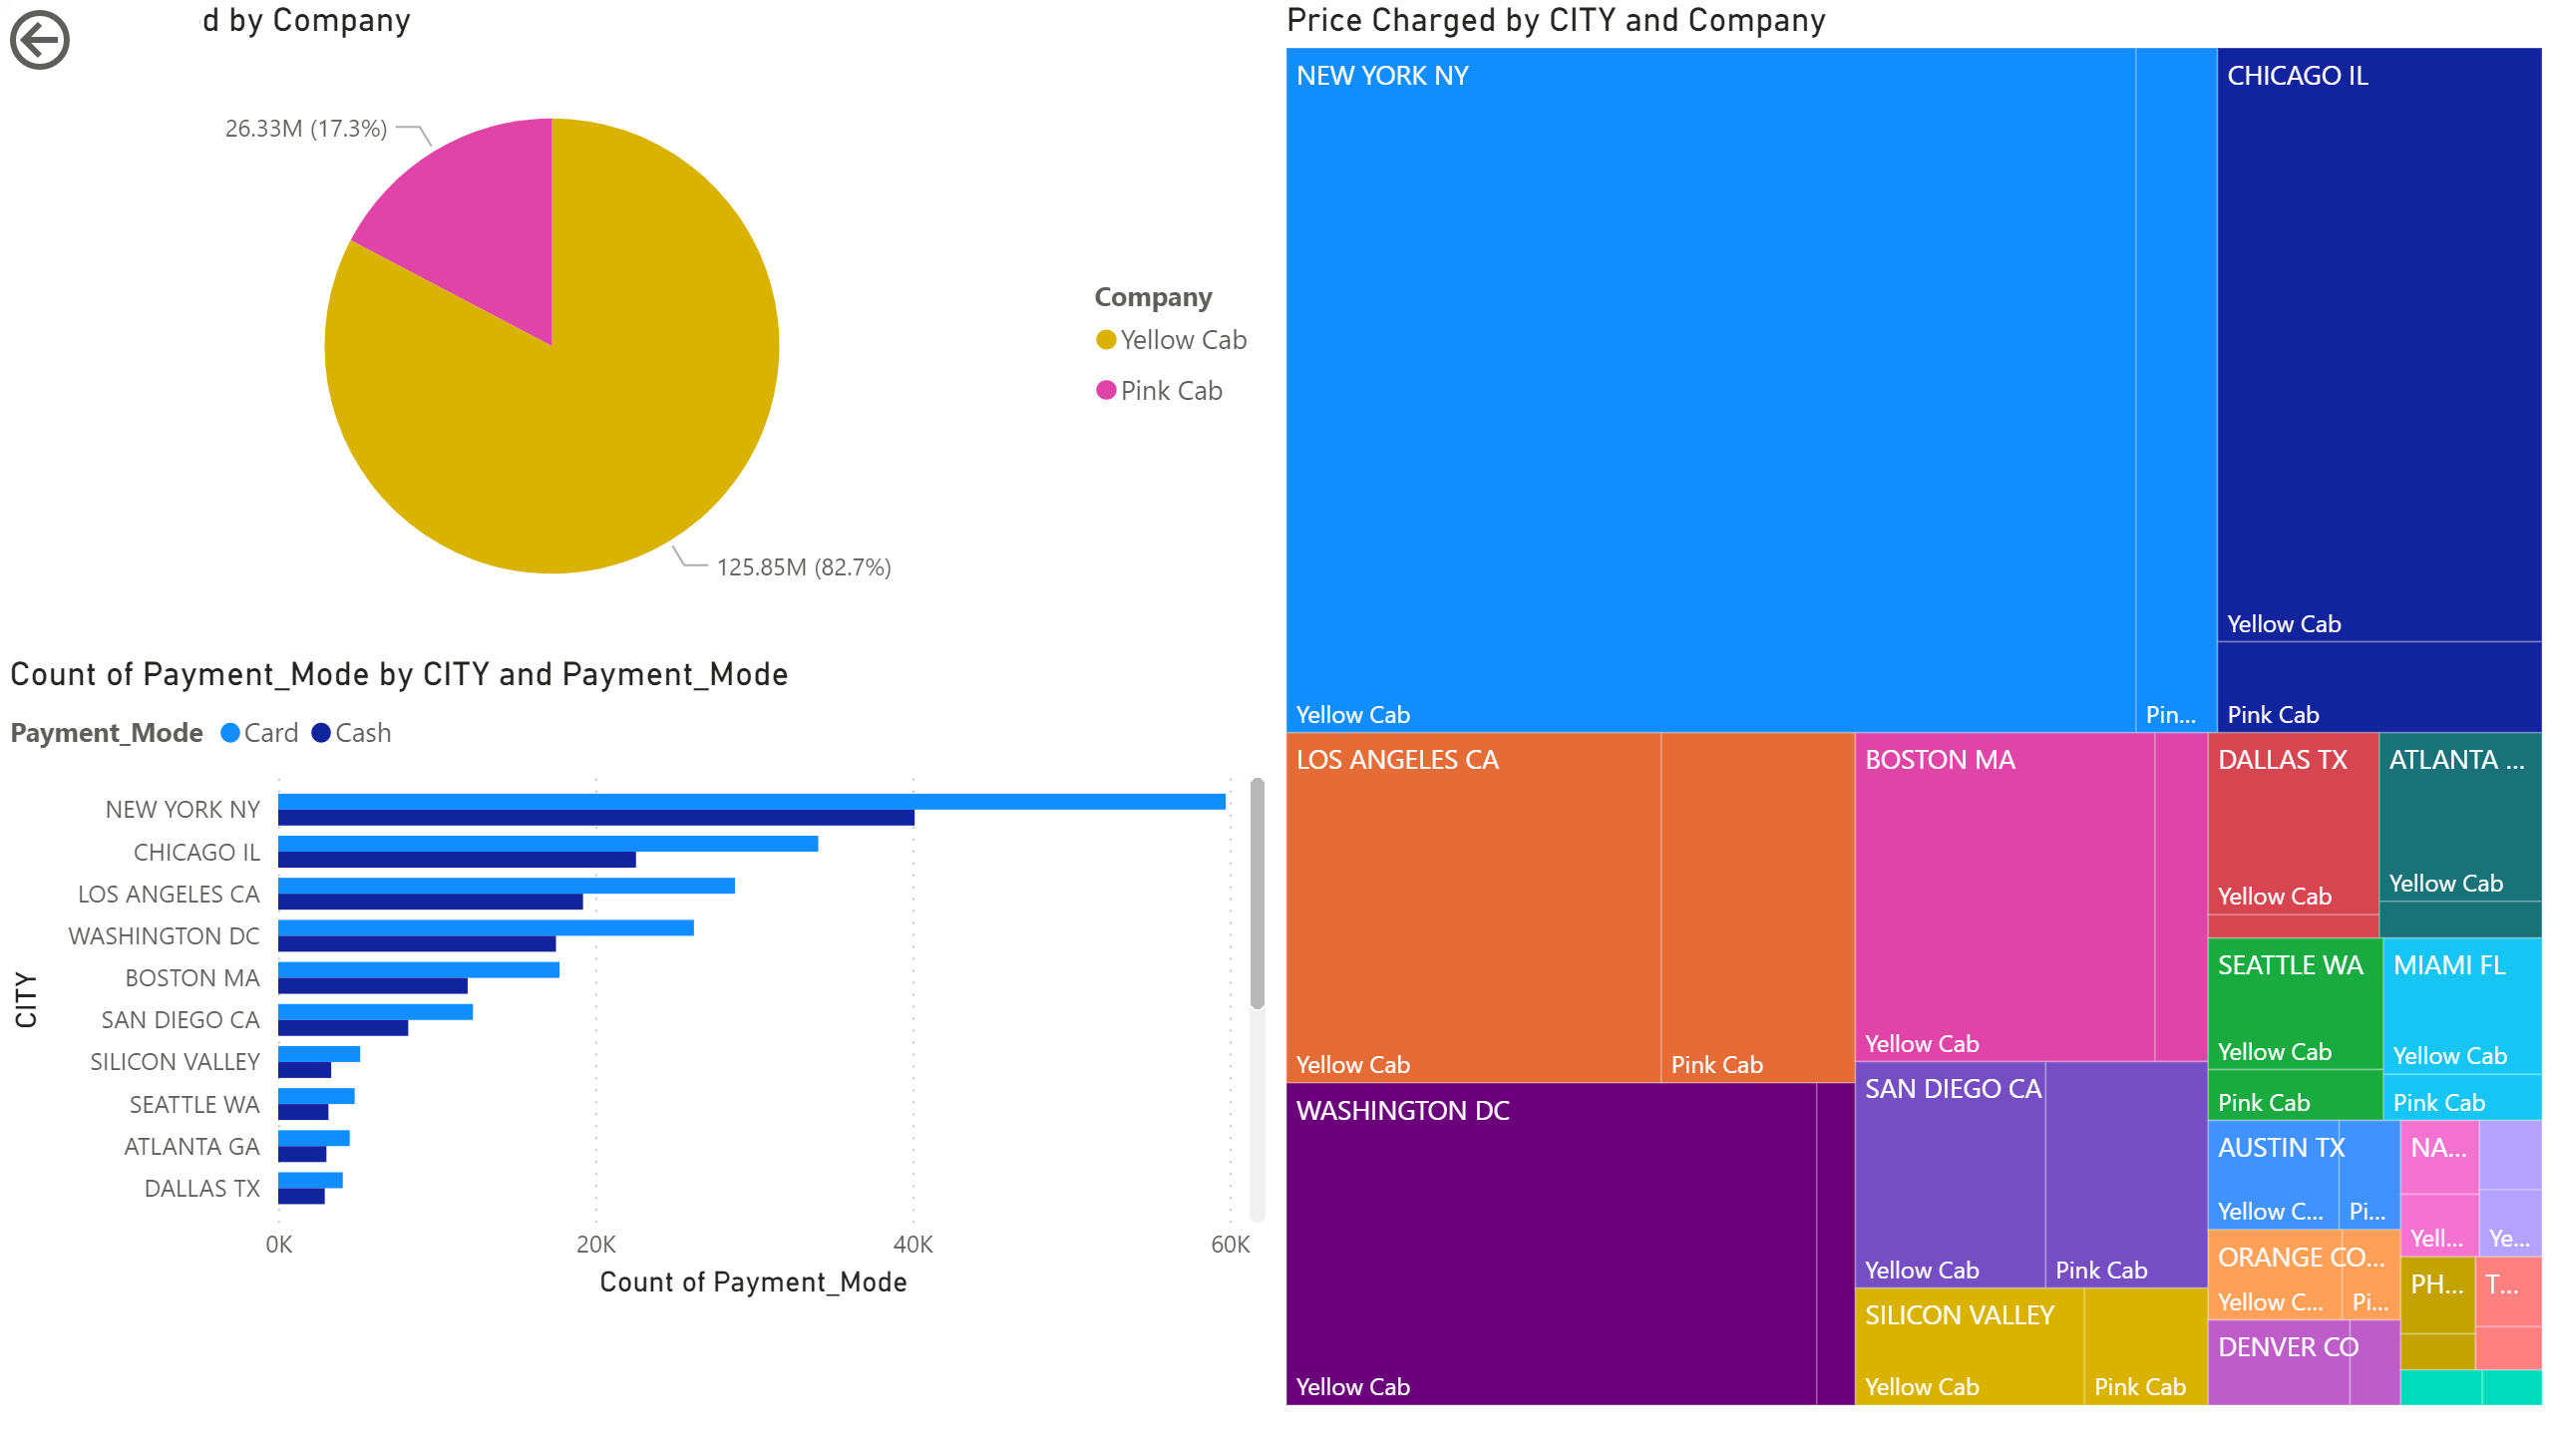 d by Company
26.33M (17.3%)
125.85M (82.7%)
Company
Yellow Cab
Pink Cab
Count of Payment_Mode by CITY and Payment_Mode
Payment_Mode Card Cash
CITY
NEW YORK NY
CHICAGO IL
LOS ANGELES CA
WASHINGTON DC
BOSTON MA
SAN DIEGO CA
SILICON VALLEY
SEATTLE WA
ATLANTA GA
DALLAS TX
0K 20K 40K 60K
Count of Payment_Mode
Price Charged by CITY and Company
NEW YORK NY
Yellow Cab
Pin...
CHICAGO IL
Yellow Cab
Pink Cab
LOS ANGELES CA
Yellow Cab
Pink Cab
WASHINGTON DC
Yellow Cab
BOSTON MA
Yellow Cab
SAN DIEGO CA
Yellow Cab
Pink Cab
SILICON VALLEY
Yellow Cab
Pink Cab
DALLAS TX
Yellow Cab
ATLANTA ...
Yellow Cab
SEATTLE WA
Yellow Cab
Pink Cab
MIAMI FL
Yellow Cab
Pink Cab
AUSTIN TX
Yellow C...
Pi...
ORANGE CO...
Yellow C...
Pi...
DENVER CO
NA...
Yell...
Ye...
PH...
T...